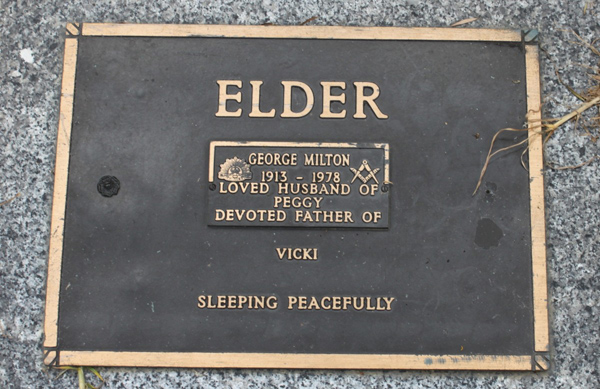 ELDER
GEORGE MILTON
1913 - 1978
LOVED HUSBAND OF
PEGGY
DEVOTED FATHER OF
VICKI
SLEEPING PEACEFULLY